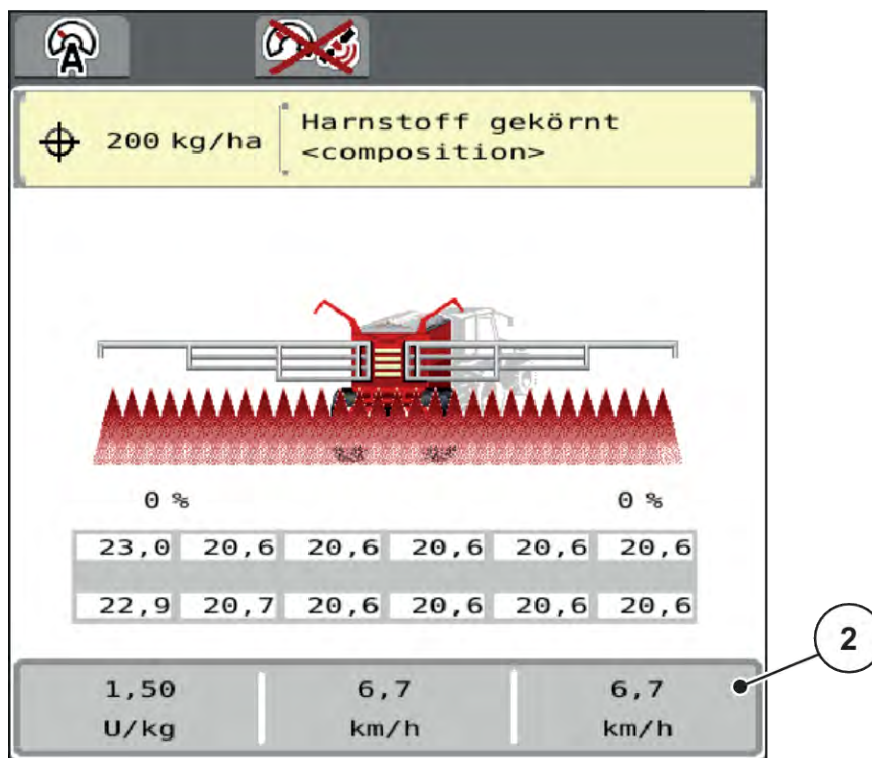 A
200 kg/ha
Harnstoff gekörnt
<composition>
0 %
0 %
23,0 20,6 20,6 20,6 20,6 20,6
22,9 20,7 20,6 20,6 20,6 20,6
2
1,50 6,7 6,7
U/kg km/h km/h